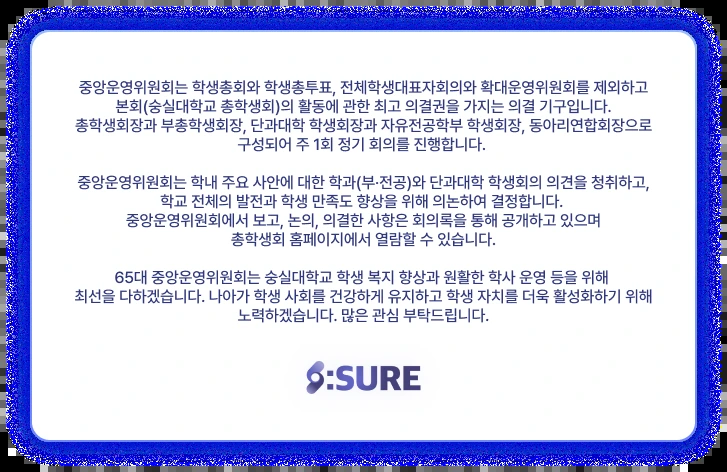 중앙운영위원회는 학생총회와 학생총투표, 전체학생대표자회의와 확대운영위원회를 제외하고
본회(숭실대학교 총학생회)의 활동에 관한 최고 의결권을 가지는 의결 기구입니다.
총학생회장과 부총학생회장, 단과대학 학생회장과 자유전공학부 학생회장, 동아리연합회장으로
구성되어 주 1회 정기 회의를 진행합니다.
중앙운영위원회는 학내 주요 사안에 대한 학과(부·전공)와 단과대학 학생회의 의견을 청취하고,
학교 전체의 발전과 학생 만족도 향상을 위해 의논하여 결정합니다.
중앙운영위원회에서 보고, 논의, 의결한 사항은 회의록을 통해 공개하고 있으며
총학생회 홈페이지에서 열람할 수 있습니다.
65대 중앙운영위원회는 숭실대학교 학생 복지 향상과 원활한 학사 운영 등을 위해
최선을 다하겠습니다. 나아가 학생 사회를 건강하게 유지하고 학생 자치를 더욱 활성화하기 위해
노력하겠습니다. 많은 관심 부탁드립니다.
S:SURE